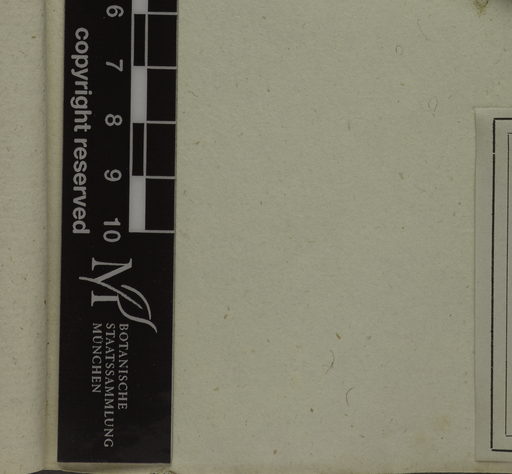 6 7 8 9 10
copyright reserved
M
BOTANISCHE
STAATSSAMMLUNG
MÜNCHEN